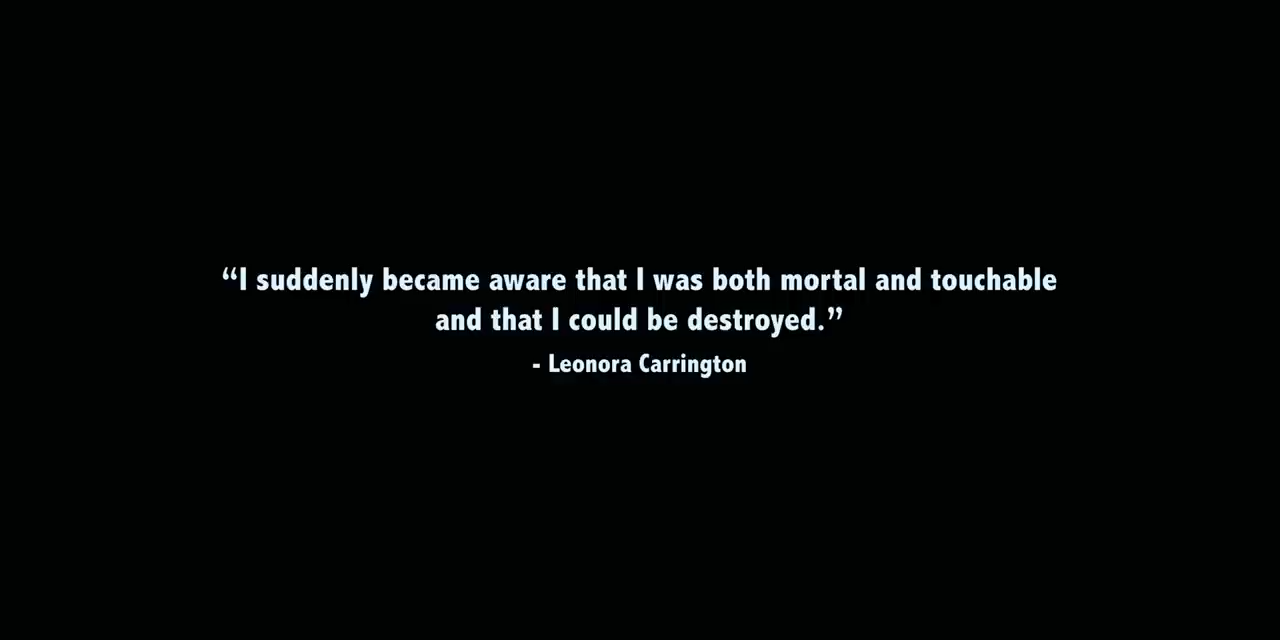 “I suddenly became aware that I was both mortal and touchable
and that I could be destroyed.”
- Leonora Carrington